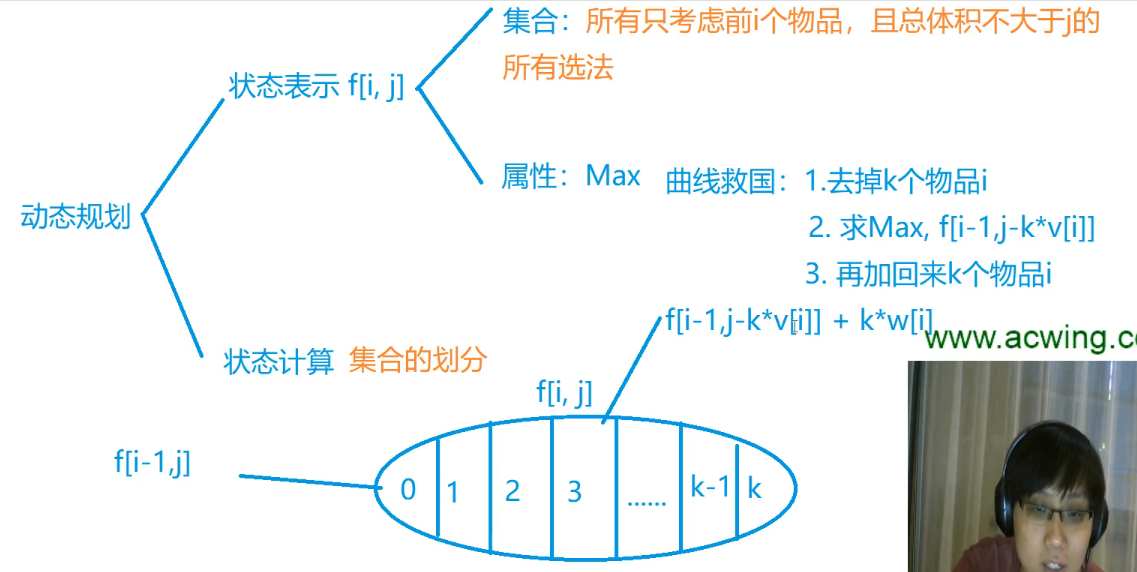 集合：所有只考虑前i个物品，且总体积不大于j的
所有选法
状态表示 f[i, j]
属性：Max
曲线救国：1.去掉k个物品i
2. 求Max, f[i-1,j-k*v[i]]
3. 再加回来k个物品i
动态规划
f[i-1,j-k*v[i]] + k*w[i]
www.acwing.c
状态计算 集合的划分
f[i, j]
f[i-1,j]
0 1 2 3 ...... k-1 k